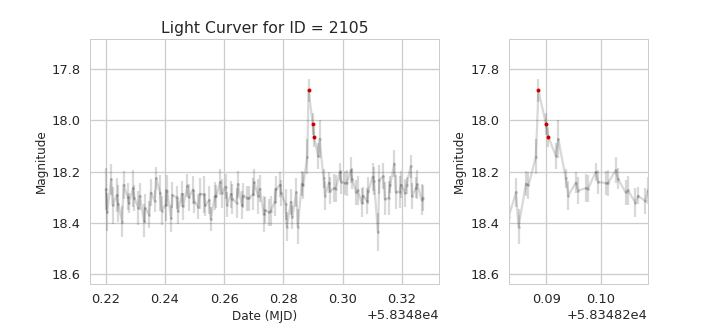 Light Curver for ID = 2105
Magnitude
17.8
18.0
18.2
18.4
18.6
0.22 0.24 0.26 0.28 0.30 0.32
Date (MJD)
+5.8348e4
Magnitude
17.8
18.0
18.2
18.4
18.6
0.09 0.10
+5.83482e4